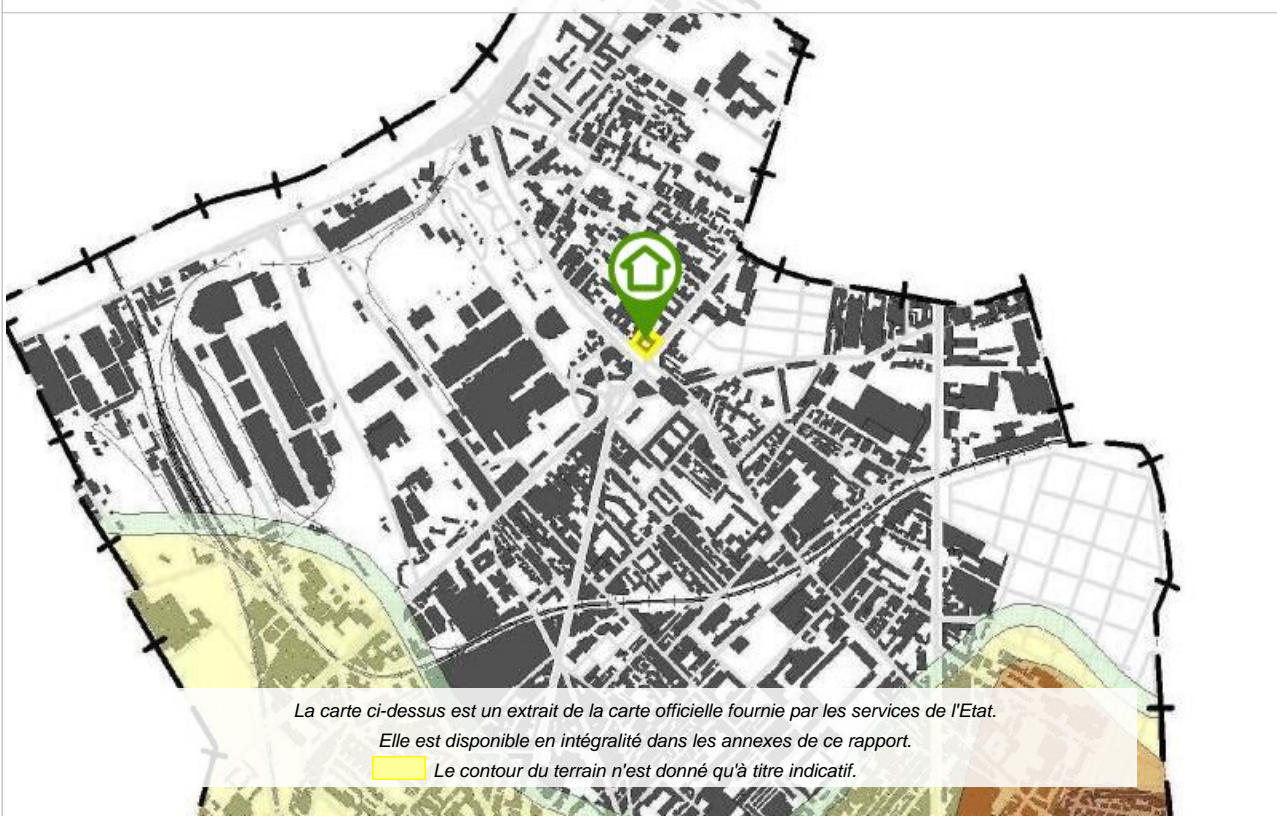 La carte ci-dessus est un extrait de la carte officielle fournie par les services de l'Etat.
Elle est disponible en intégralité dans les annexes de ce rapport.
Le contour du terrain n'est donné qu'à titre indicatif.